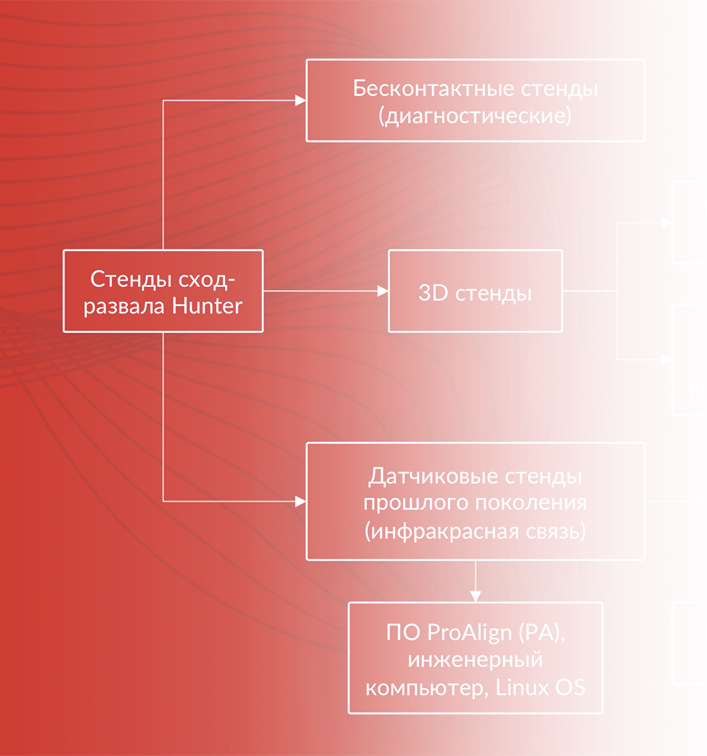 Бесконтактные стенды
(диагностические)
Стенды сход-
развала Hunter
3D стенды
Датчиковые стенды
прошлого поколения
(инфракрасная связь)
ПО ProAlign (PA),
инженерный
компьютер, Linux OS